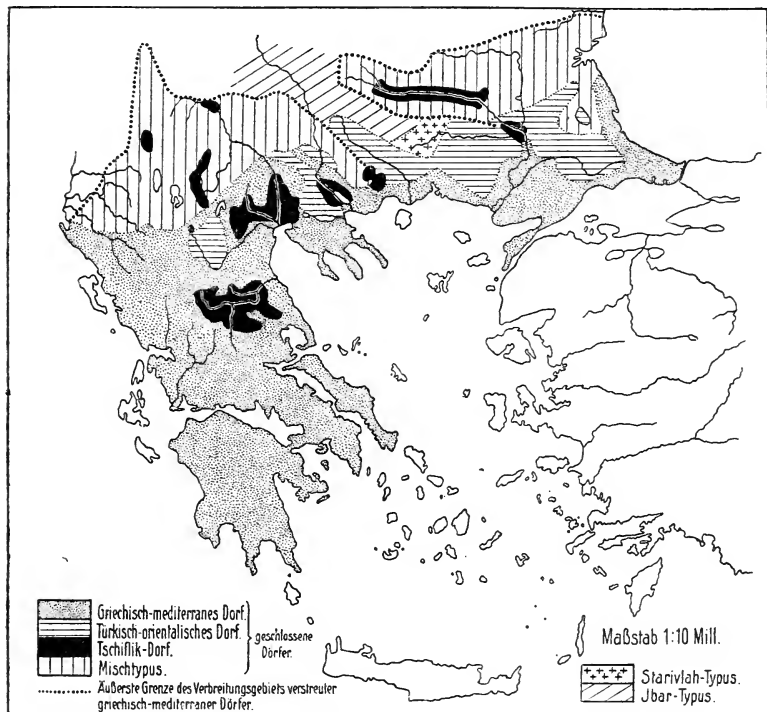 Griechisch-mediterranes Dorf.
Türkisch-orientalisches Dorf.
Tschiflik-Dorf.
Mischtypus.
geschlossene
Dörfer.
Äußerste Grenze des Verbreitungsgebiets verstreuter
griechisch-mediterraner Dörfer.
Maßstab 1:10 Mill.
Starivlah-Typus.
Jbar-Typus.